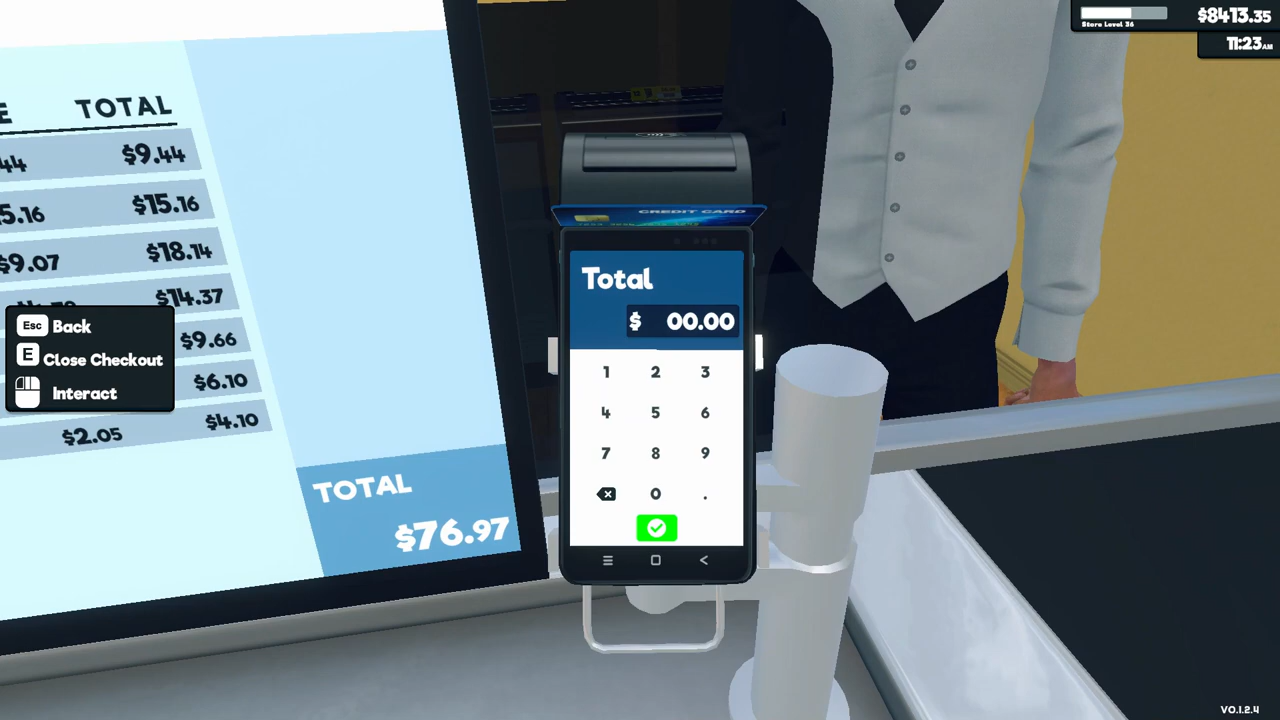 Store Level 36
$8413.35
11:23 AM
E TOTAL
44 $9.44
5.16 $15.16
$9.07 $18.14
$14.37
$9.66
$6.10
$2.05 $4.10
TOTAL
$76.97
Esc Back
E Close Checkout
Interact
CREDIT CARD
Total
$ 00.00
1 2 3
4 5 6
7 8 9
0 .
V0.1.2.4